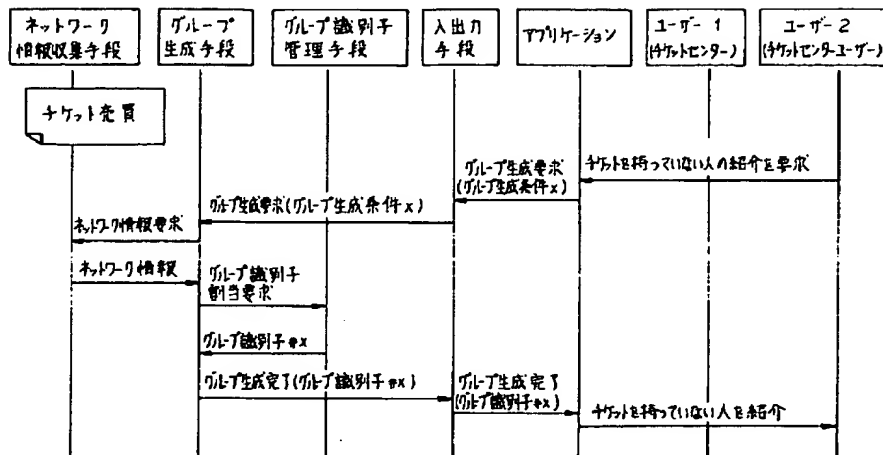 ネットワーク
情報収集手段
グループ
生成手段
グループ識別子
管理手段
入出力
手段
アプリケーション
ユーザー 1
(チケットセンター)
ユーザー 2
(チケットセンターユーザー)
チケット売買
チケットを持っていない人の紹介を要求
グループ生成要求
(グループ生成条件x)
グループ生成要求(グループ生成条件x)
ネットワーク情報要求
ネットワーク情報
グループ識別子
割当要求
グループ識別子#x
グループ生成完了(グループ識別子#x)
グループ生成完了
(グループ識別子#x)
チケットを持っていない人を紹介